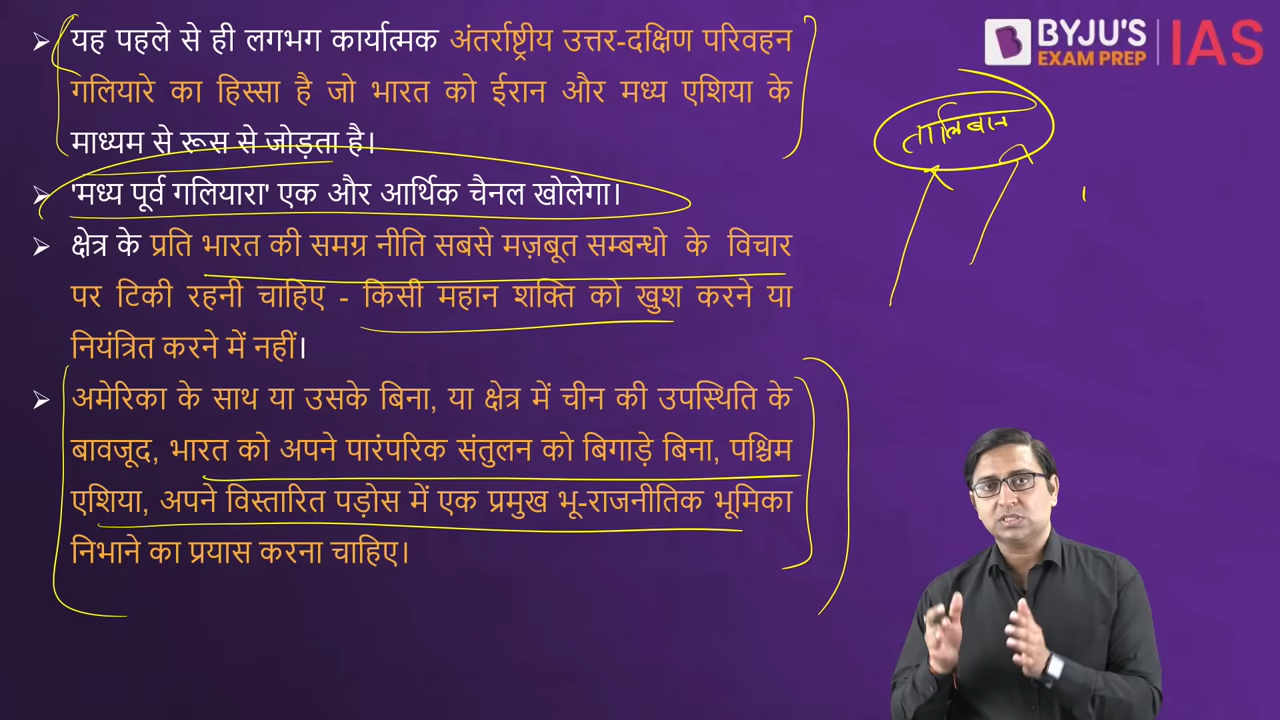 यह पहले से ही लगभग कार्यात्मक अंतर्राष्ट्रीय उत्तर-दक्षिण परिवहन
गलियारे का हिस्सा है जो भारत को ईरान और मध्य एशिया के
माध्यम से रूस से जोड़ता है।
'मध्य पूर्व गलियारा' एक और आर्थिक चैनल खोलेगा।
क्षेत्र के प्रति भारत की समग्र नीति सबसे मज़बूत सम्बन्धो के विचार
पर टिकी रहनी चाहिए - किसी महान शक्ति को खुश करने या
नियंत्रित करने में नहीं।
अमेरिका के साथ या उसके बिना, या क्षेत्र में चीन की उपस्थिति के
बावजूद, भारत को अपने पारंपरिक संतुलन को बिगाड़े बिना, पश्चिम
एशिया, अपने विस्तारित पड़ोस में एक प्रमुख भू-राजनीतिक भूमिका
निभाने का प्रयास करना चाहिए।
BYJU'S
EXAM PREP
IAS
तालिबान